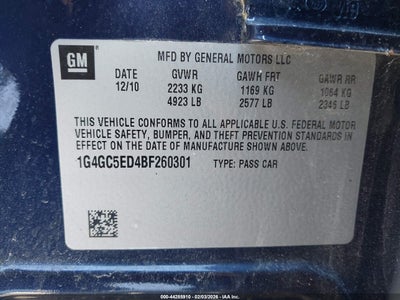 GM
MFD BY GENERAL MOTORS LLC
DATE GVWR GAWR FRT GAWR RR
12/10 2233 KG 1169 KG 1064 KG
4923 LB 2577 LB 2346 LB
THIS VEHICLE CONFORMS TO ALL APPLICABLE U.S. FEDERAL MOTOR
VEHICLE SAFETY, BUMPER, AND THEFT PREVENTION STANDARDS IN
EFFECT ON THE DATE OF MANUFACTURE SHOWN ABOVE.
1G4GC5ED4BF260301 TYPE: PASS CAR
000-44285910 - 02/03/2026 - IAA Inc.